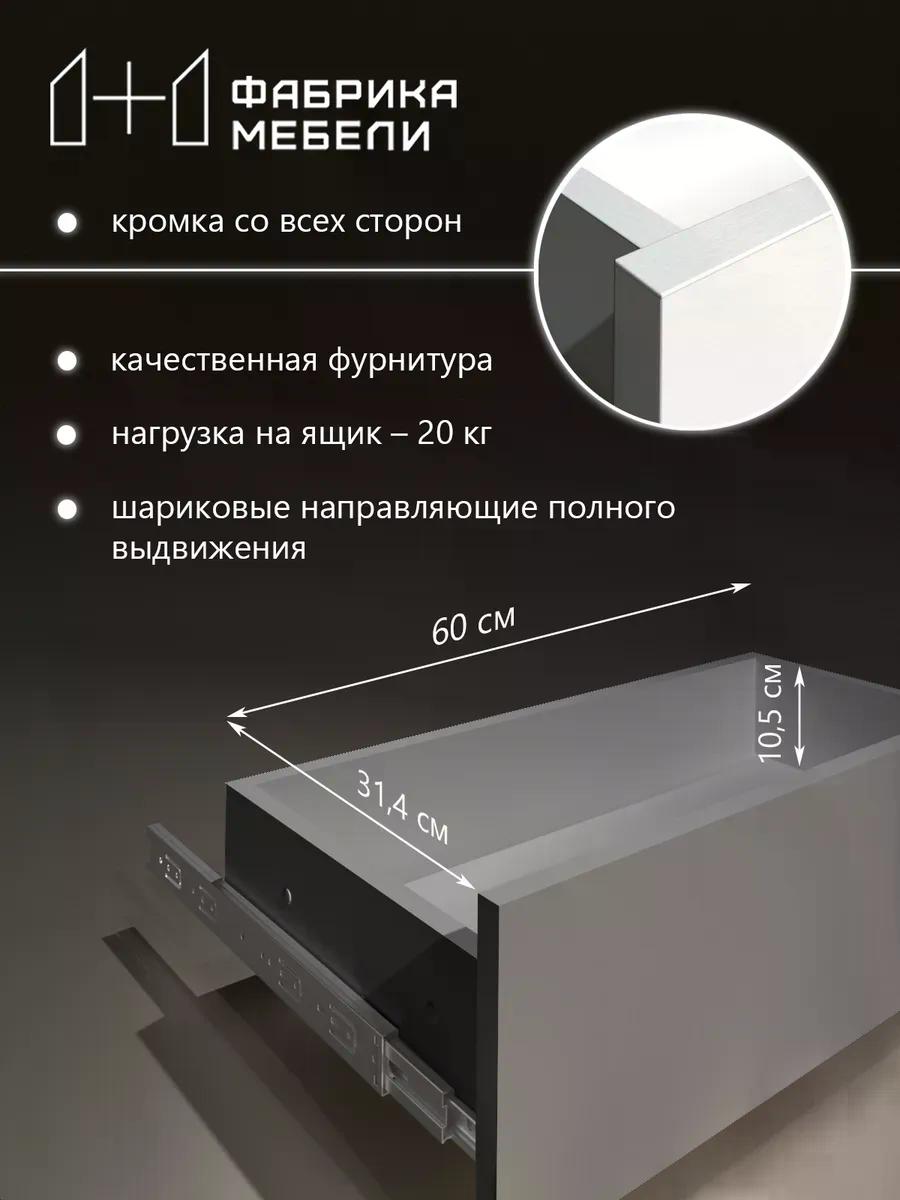 1+1 ФАБРИКА
МЕБЕЛИ
кромка со всех сторон
качественная фурнитура
нагрузка на ящик – 20 кг
шариковые направляющие полного
выдвижения
60 см
10,5 см
31,4 см